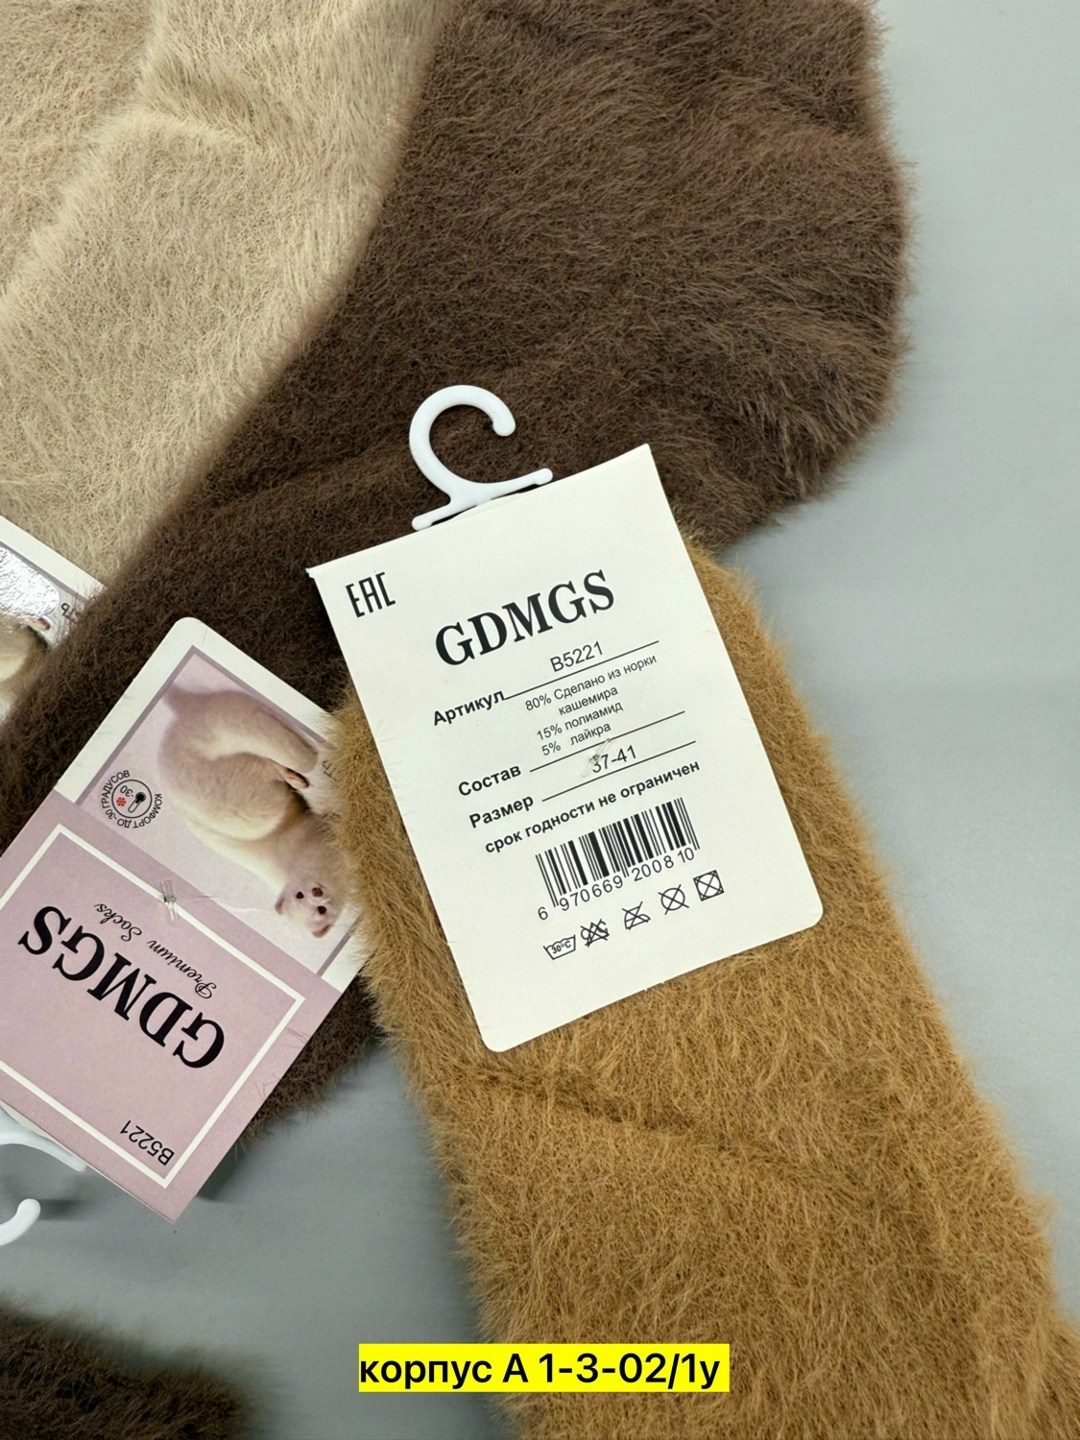 EAC
GDMGS
Артикул B5221
80% Сделано из норки
кашемира
15% полиамид
5% лайкра
Состав
Размер 37-41
срок годности не ограничен
6 970669 200810
30°C
КОМФОРТ ДО -30 ГРАДУСОВ
-30
GDMGS
Premium Socks
B5221
корпус А 1-3-02/1у